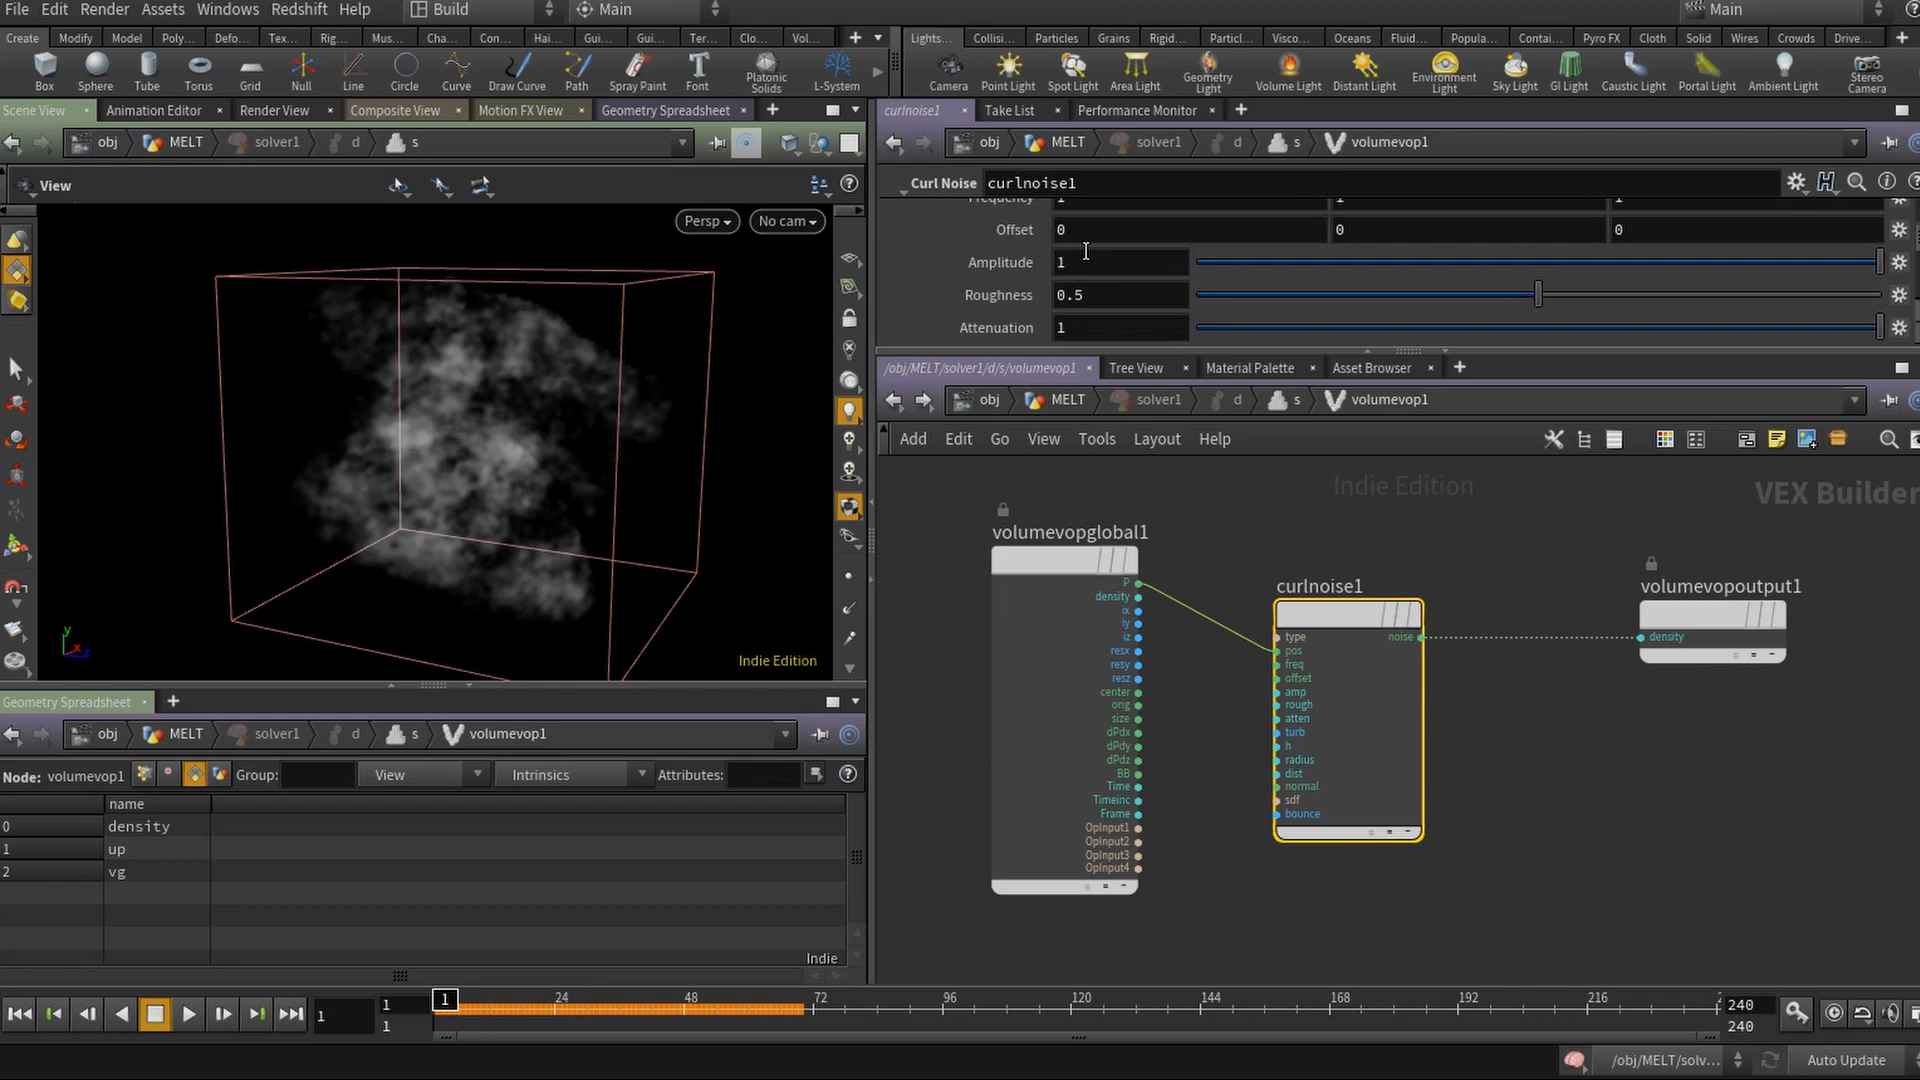 File Edit Render Assets Windows Redshift Help Build Main Main
Create Modify Model Poly... Defo... Tex... Rig... Mus... Cha... Con... Hai... Gui... Gui... Ter... Clo... Vol...
Lights... Collisi... Particles Grains Rigid... Particl... Visco... Oceans Fluid... Popula... Contai... Pyro FX Cloth Solid Wires Crowds Drive...
Box Sphere Tube Torus Grid Null Line Circle Curve Draw Curve Path Spray Paint Font Platonic Solids L-System
Camera Point Light Spot Light Area Light Geometry Light Volume Light Distant Light Environment Light Sky Light GI Light Caustic Light Portal Light Ambient Light Stereo Camera
Scene View Animation Editor Render View Composite View Motion FX View Geometry Spreadsheet
curlnoise1 Take List Performance Monitor
obj MELT solver1 d s
obj MELT solver1 d s volumevop1
View
Persp No cam
Indie Edition
y
x
z
Curl Noise curlnoise1
Frequency 1 1 1
Offset 0 0 0
Amplitude 1
Roughness 0.5
Attenuation 1
/obj/MELT/solver1/d/s/volumevop1 Tree View Material Palette Asset Browser
obj MELT solver1 d s volumevop1
Add Edit Go View Tools Layout Help
Indie Edition
VEX Builder
volumevopglobal1
P
density
ix
iy
iz
resx
resy
resz
center
orig
size
dPdx
dPdy
dPdz
BB
Time
Timeinc
Frame
OpInput1
OpInput2
OpInput3
OpInput4
curlnoise1
type noise
pos
freq
offset
amp
rough
atten
turb
h
radius
dist
normal
sdf
bounce
volumevopoutput1
density
Geometry Spreadsheet
obj MELT solver1 d s volumevop1
Node: volumevop1 Group: View Intrinsics Attributes:
name
0 density
1 up
2 vg
Indie
1 1 1 24 48 72 96 120 144 168 192 216 2 240
1 240
/obj/MELT/solv... Auto Update